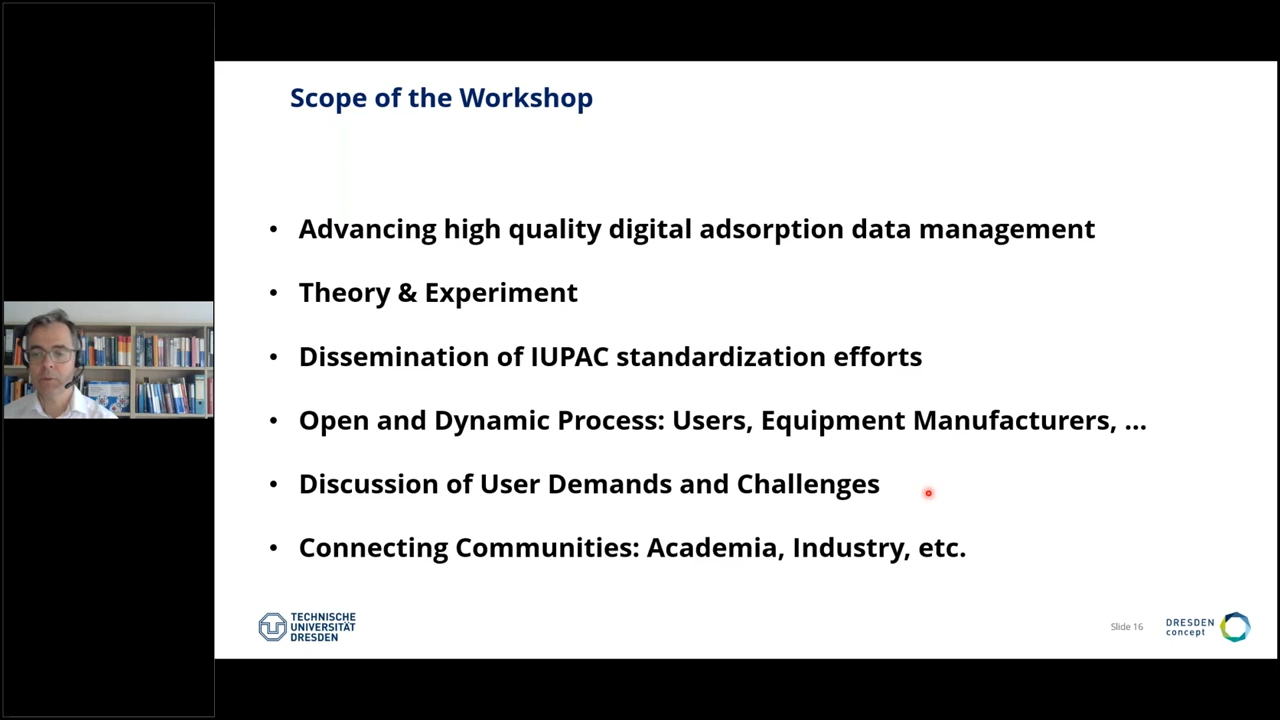 Scope of the Workshop
• Advancing high quality digital adsorption data management
• Theory & Experiment
• Dissemination of IUPAC standardization efforts
• Open and Dynamic Process: Users, Equipment Manufacturers, ...
• Discussion of User Demands and Challenges
• Connecting Communities: Academia, Industry, etc.
TECHNISCHE
UNIVERSITÄT
DRESDEN
Slide 16
DRESDEN
concept